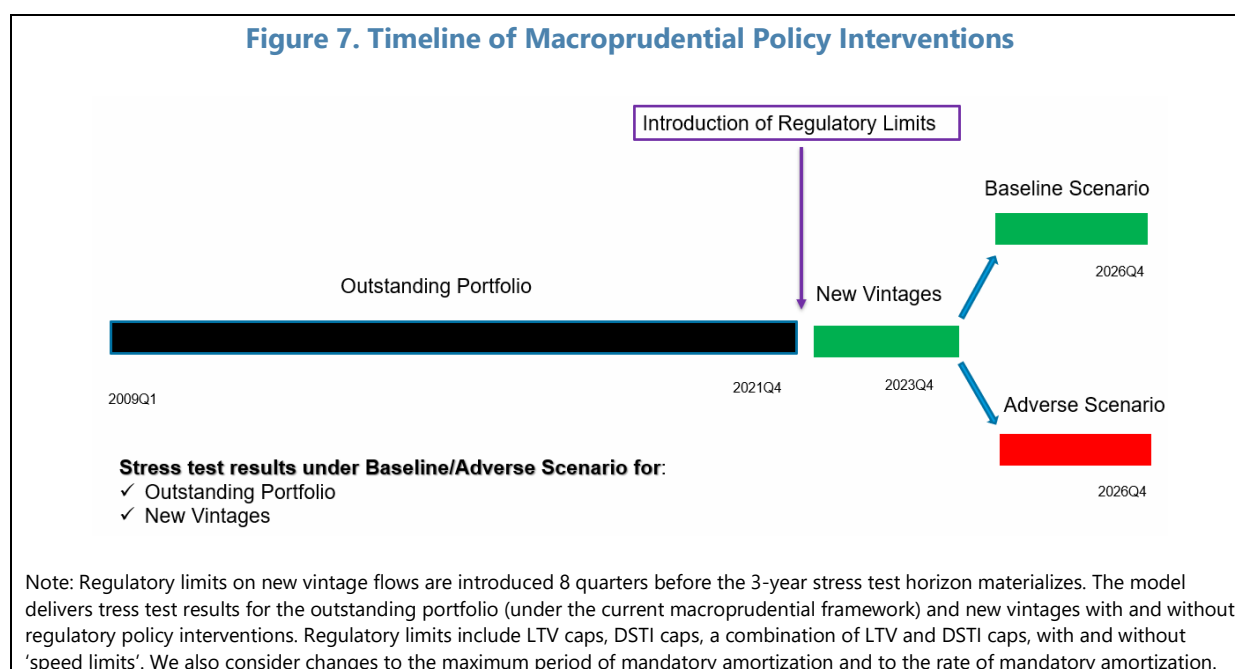 Figure 7. Timeline of Macroprudential Policy Interventions
Introduction of Regulatory Limits
Baseline Scenario
2026Q4
Outstanding Portfolio
New Vintages
2009Q1
2021Q4
2023Q4
Adverse Scenario
2026Q4
Stress test results under Baseline/Adverse Scenario for:
✓ Outstanding Portfolio
✓ New Vintages
Note: Regulatory limits on new vintage flows are introduced 8 quarters before the 3-year stress test horizon materializes. The model
delivers tress test results for the outstanding portfolio (under the current macroprudential framework) and new vintages with and without
regulatory policy interventions. Regulatory limits include LTV caps, DSTI caps, a combination of LTV and DSTI caps, with and without
‘speed limits’. We also consider changes to the maximum period of mandatory amortization and to the rate of mandatory amortization.